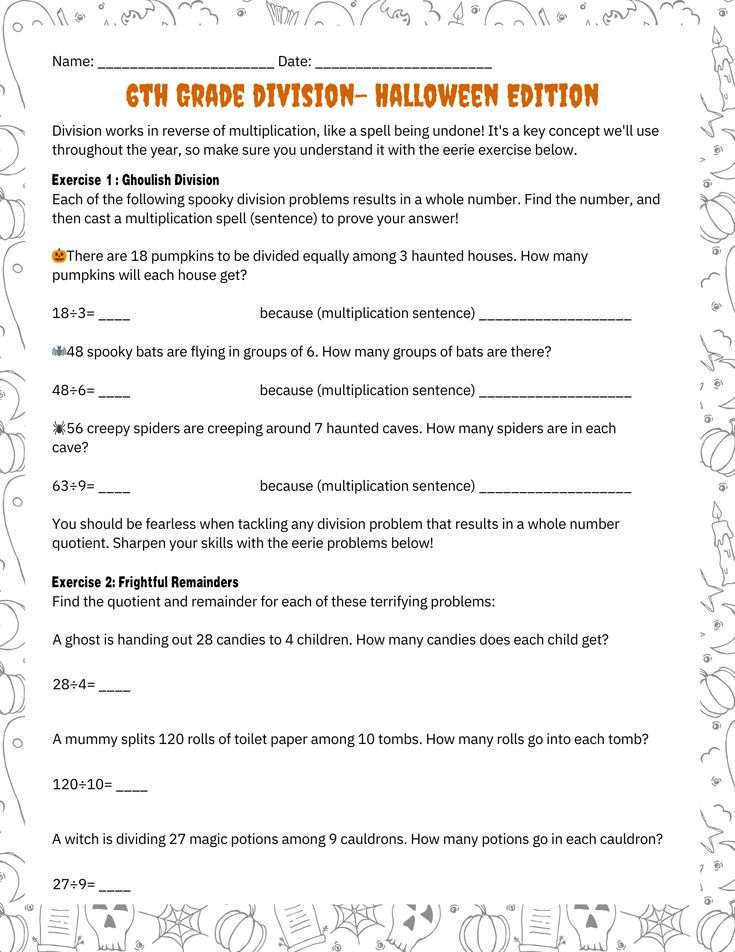 Name: ______________________ Date: ______________________
6TH GRADE DIVISION- HALLOWEEN EDITION
Division works in reverse of multiplication, like a spell being undone! It's a key concept we'll use
throughout the year, so make sure you understand it with the eerie exercise below.
Exercise 1: Ghoulish Division
Each of the following spooky division problems results in a whole number. Find the number, and
then cast a multiplication spell (sentence) to prove your answer!
🎃There are 18 pumpkins to be divided equally among 3 haunted houses. How many
pumpkins will each house get?
18÷3= ____ because (multiplication sentence) ___________________
🦇48 spooky bats are flying in groups of 6. How many groups of bats are there?
48÷6= ____ because (multiplication sentence) ___________________
🕷56 creepy spiders are creeping around 7 haunted caves. How many spiders are in each
cave?
63÷9= ____ because (multiplication sentence) ___________________
You should be fearless when tackling any division problem that results in a whole number
quotient. Sharpen your skills with the eerie problems below!
Exercise 2: Frightful Remainders
Find the quotient and remainder for each of these terrifying problems:
A ghost is handing out 28 candies to 4 children. How many candies does each child get?
28÷4= ____
A mummy splits 120 rolls of toilet paper among 10 tombs. How many rolls go into each tomb?
120÷10= ____
A witch is dividing 27 magic potions among 9 cauldrons. How many potions go in each cauldron?
27÷9= ____